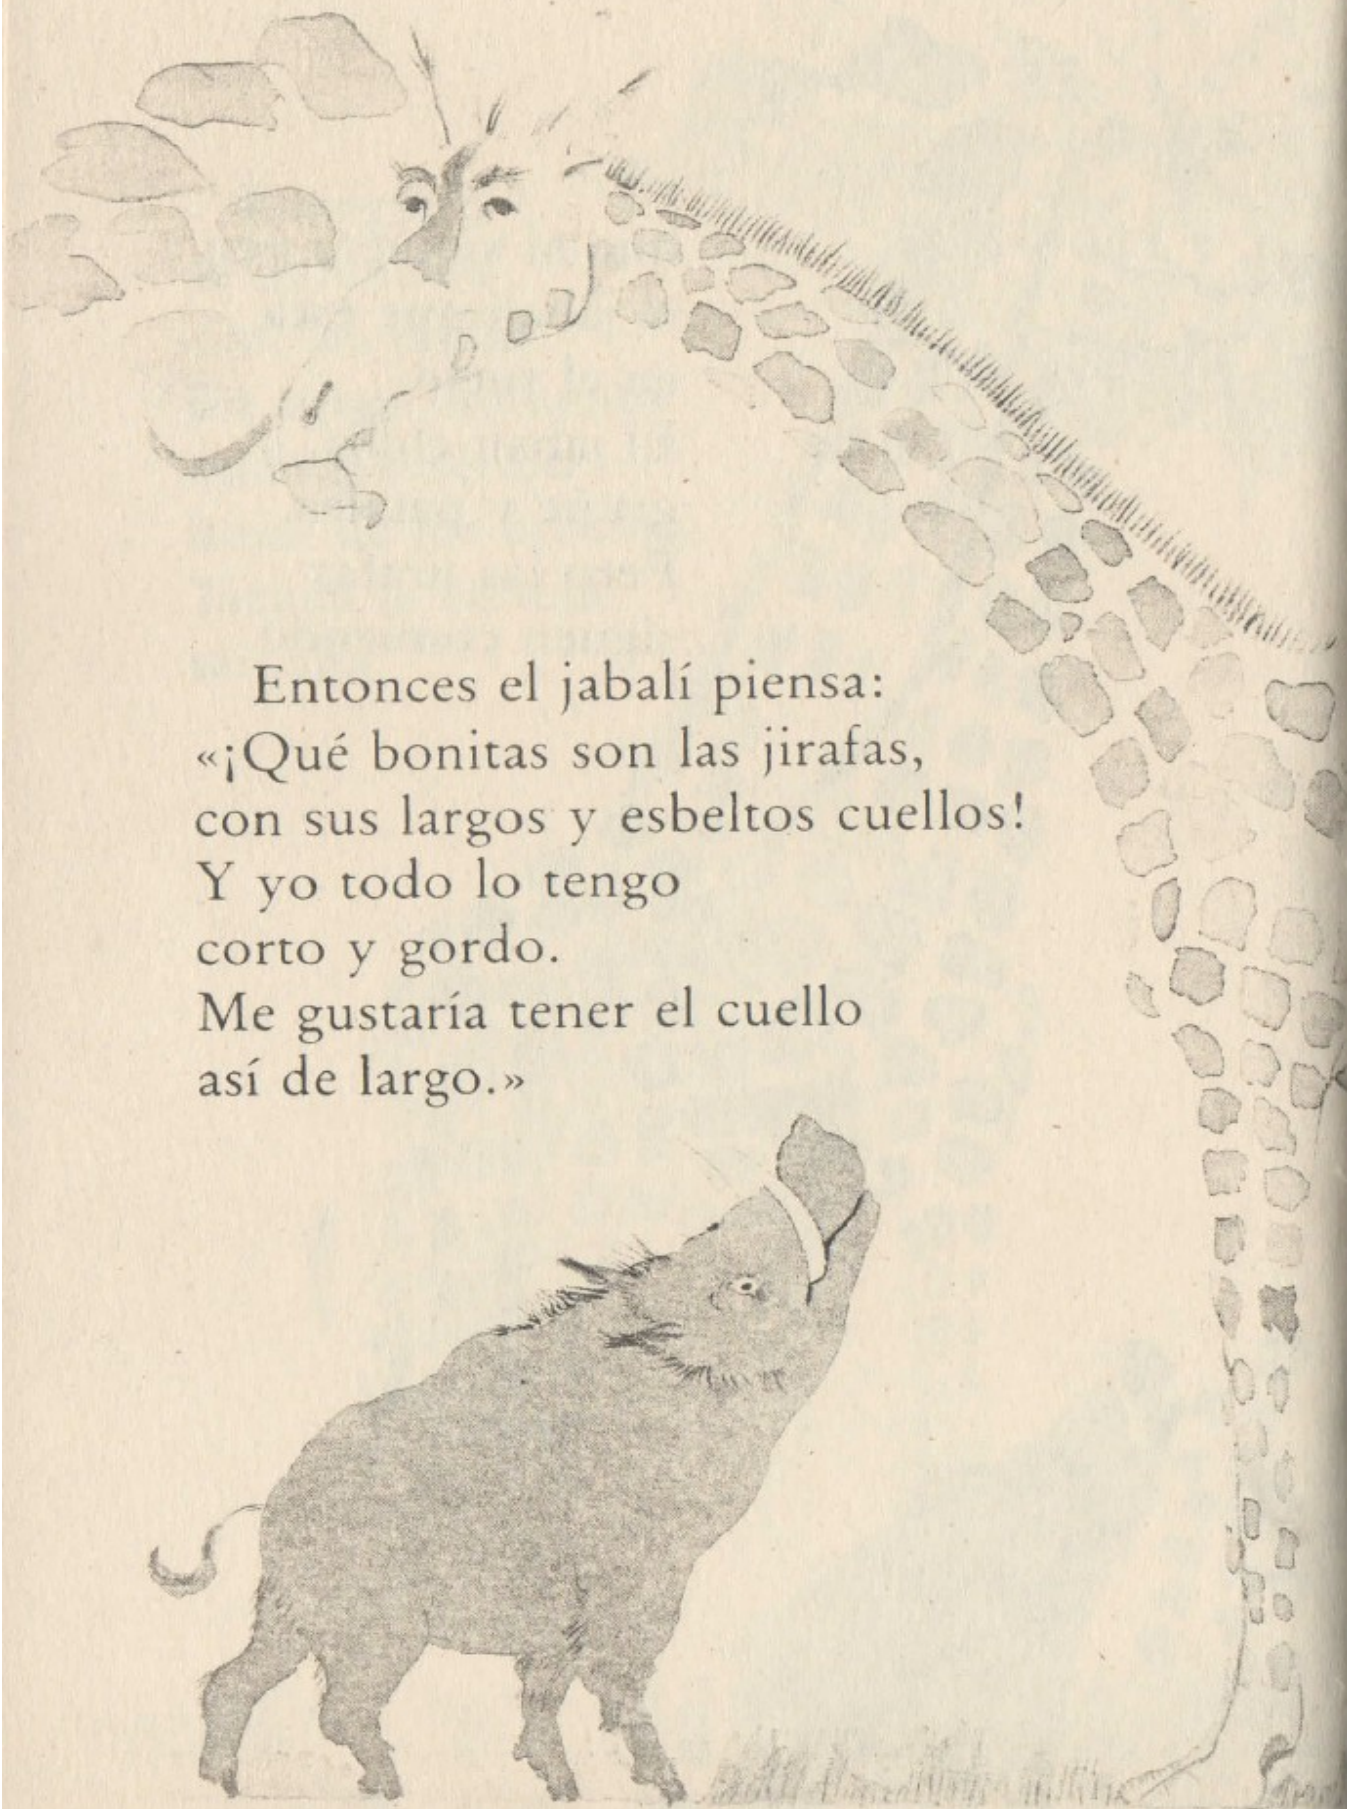 Entonces el jabalí piensa:
«¡Qué bonitas son las jirafas,
con sus largos y esbeltos cuellos!
Y yo todo lo tengo
corto y gordo.
Me gustaría tener el cuello
así de largo.»